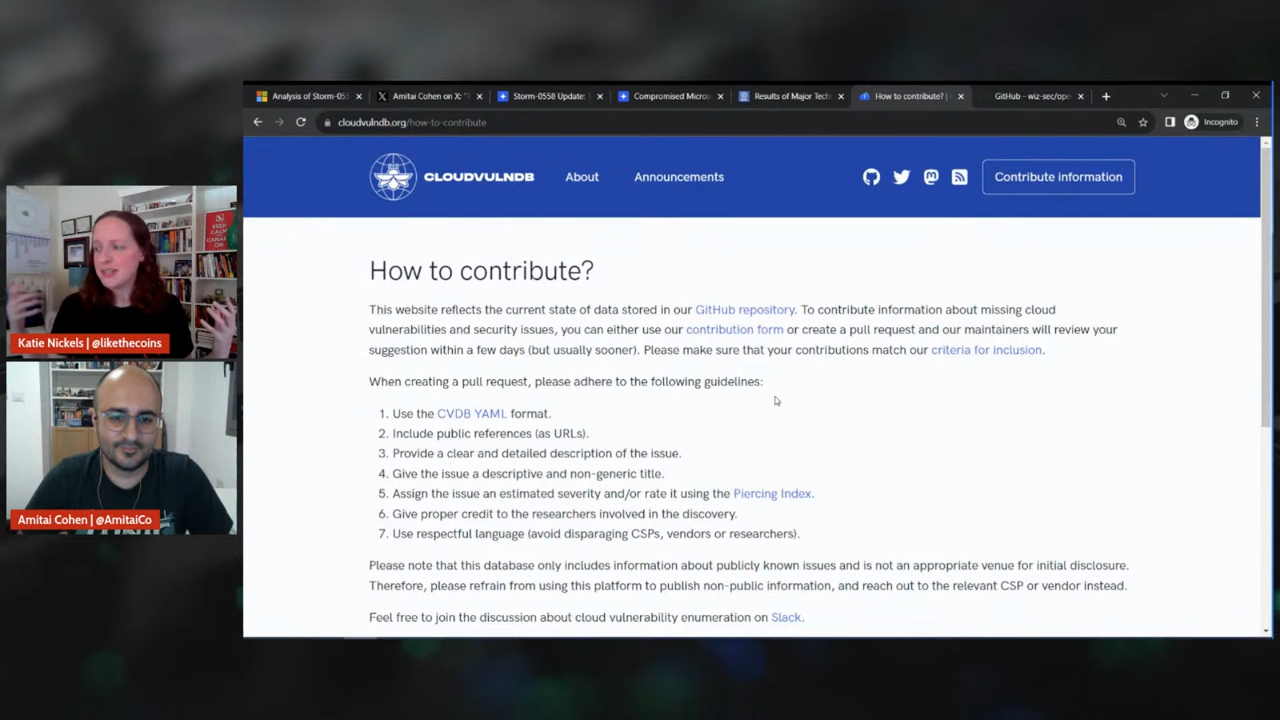 Analysis of Storm-055
Amitai Cohen on X: "
Storm-0558 Update:
Compromised Micros
Results of Major Tech
How to contribute? |
GitHub - wiz-sec/ope
cloudvulndb.org/how-to-contribute
Incognito
CLOUDVULNDB
About
Announcements
Contribute information
How to contribute?
This website reflects the current state of data stored in our GitHub repository. To contribute information about missing cloud
vulnerabilities and security issues, you can either use our contribution form or create a pull request and our maintainers will review your
suggestion within a few days (but usually sooner). Please make sure that your contributions match our criteria for inclusion.
When creating a pull request, please adhere to the following guidelines:
1. Use the CVDB YAML format.
2. Include public references (as URLs).
3. Provide a clear and detailed description of the issue.
4. Give the issue a descriptive and non-generic title.
5. Assign the issue an estimated severity and/or rate it using the Piercing Index.
6. Give proper credit to the researchers involved in the discovery.
7. Use respectful language (avoid disparaging CSPs, vendors or researchers).
Please note that this database only includes information about publicly known issues and is not an appropriate venue for initial disclosure.
Therefore, please refrain from using this platform to publish non-public information, and reach out to the relevant CSP or vendor instead.
Feel free to join the discussion about cloud vulnerability enumeration on Slack.
KEEP
CALM
Katie Nickels | @likethecoins
Amitai Cohen | @AmitaiCo